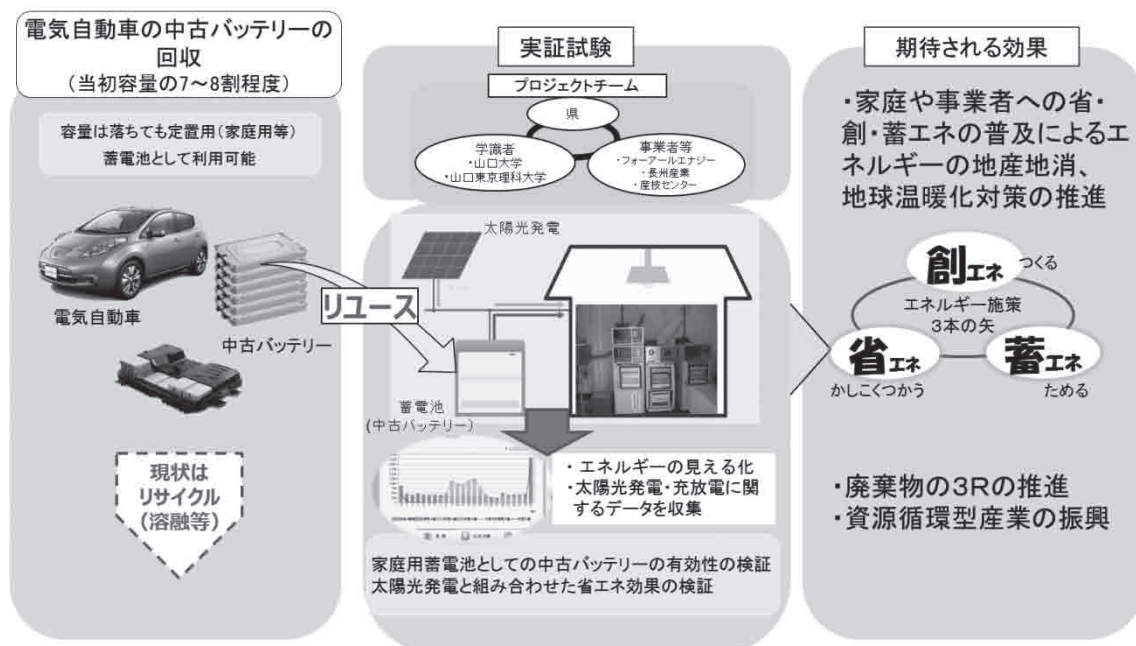 電気自動車の中古バッテリーの
回収
(当初容量の7～8割程度)
容量は落ちても定置用(家庭用等)
蓄電池として利用可能
電気自動車
中古バッテリー
現状は
リサイクル
(溶融等)
リユース
実証試験
プロジェクトチーム
県
学識者
・山口大学
・山口東京理科大学
事業者等
・フォーアールエナジー
・長州産業
・産技センター
太陽光発電
蓄電池
(中古バッテリー)
・エネルギーの見える化
・太陽光発電・充放電に関
するデータを収集
家庭用蓄電池としての中古バッテリーの有効性の検証
太陽光発電と組み合わせた省エネ効果の検証
期待される効果
・家庭や事業者への省・
創・蓄エネの普及によるエ
ネルギーの地産地消、
地球温暖化対策の推進
創エネ つくる
エネルギー施策
3本の矢
省エネ
かしこくつかう
蓄エネ
ためる
・廃棄物の3Rの推進
・資源循環型産業の振興